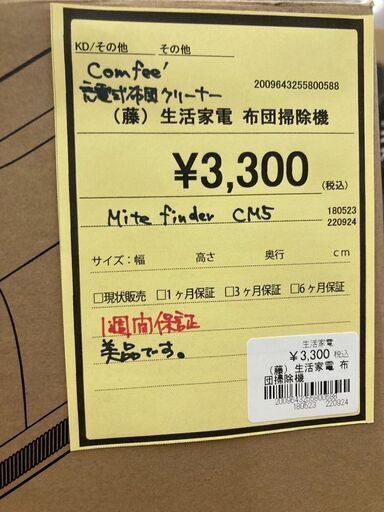 KD/その他　その他
Comfee'
2009643255800588
充電式布団クリーナー
（藤）生活家電 布団掃除機
¥3,300 (税込)
Mite finder CM5
180523
220924
サイズ：幅　高さ　奥行　cm
□現状販売 □1ヶ月保証 □3ヶ月保証 □6ヶ月保証
1週間保証
美品です。
生活家電
¥3,300 税込
（藤）生活家電 布
団掃除機
2009643255800588
180523 220924